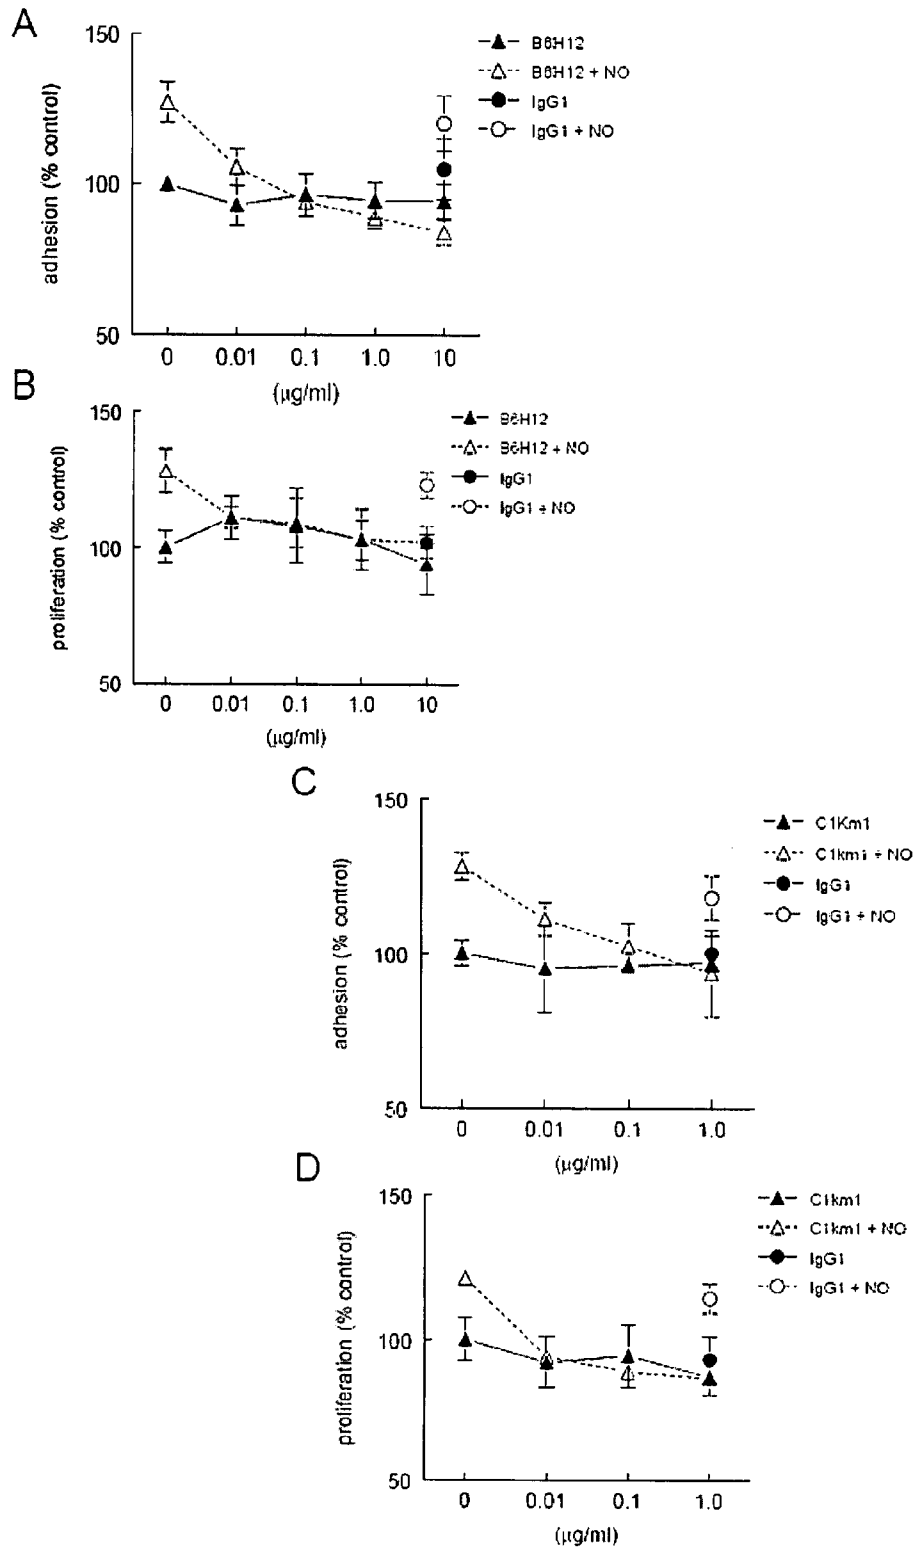 A
150
100
50
adhesion (% control)
0 0.01 0.1 1.0 10
(µg/ml)
B6H12
B6H12 + NO
IgG1
IgG1 + NO
B
150
100
50
proliferation (% control)
0 0.01 0.1 1.0 10
(µg/ml)
B6H12
B6H12 + NO
IgG1
IgG1 + NO
C
150
100
50
adhesion (% control)
0 0.01 0.1 1.0
(µg/ml)
C1Km1
C1km1 + NO
IgG1
IgG1 + NO
D
150
100
50
proliferation (% control)
0 0.01 0.1 1.0
(µg/ml)
C1km1
C1km1 + NO
IgG1
IgG1 + NO